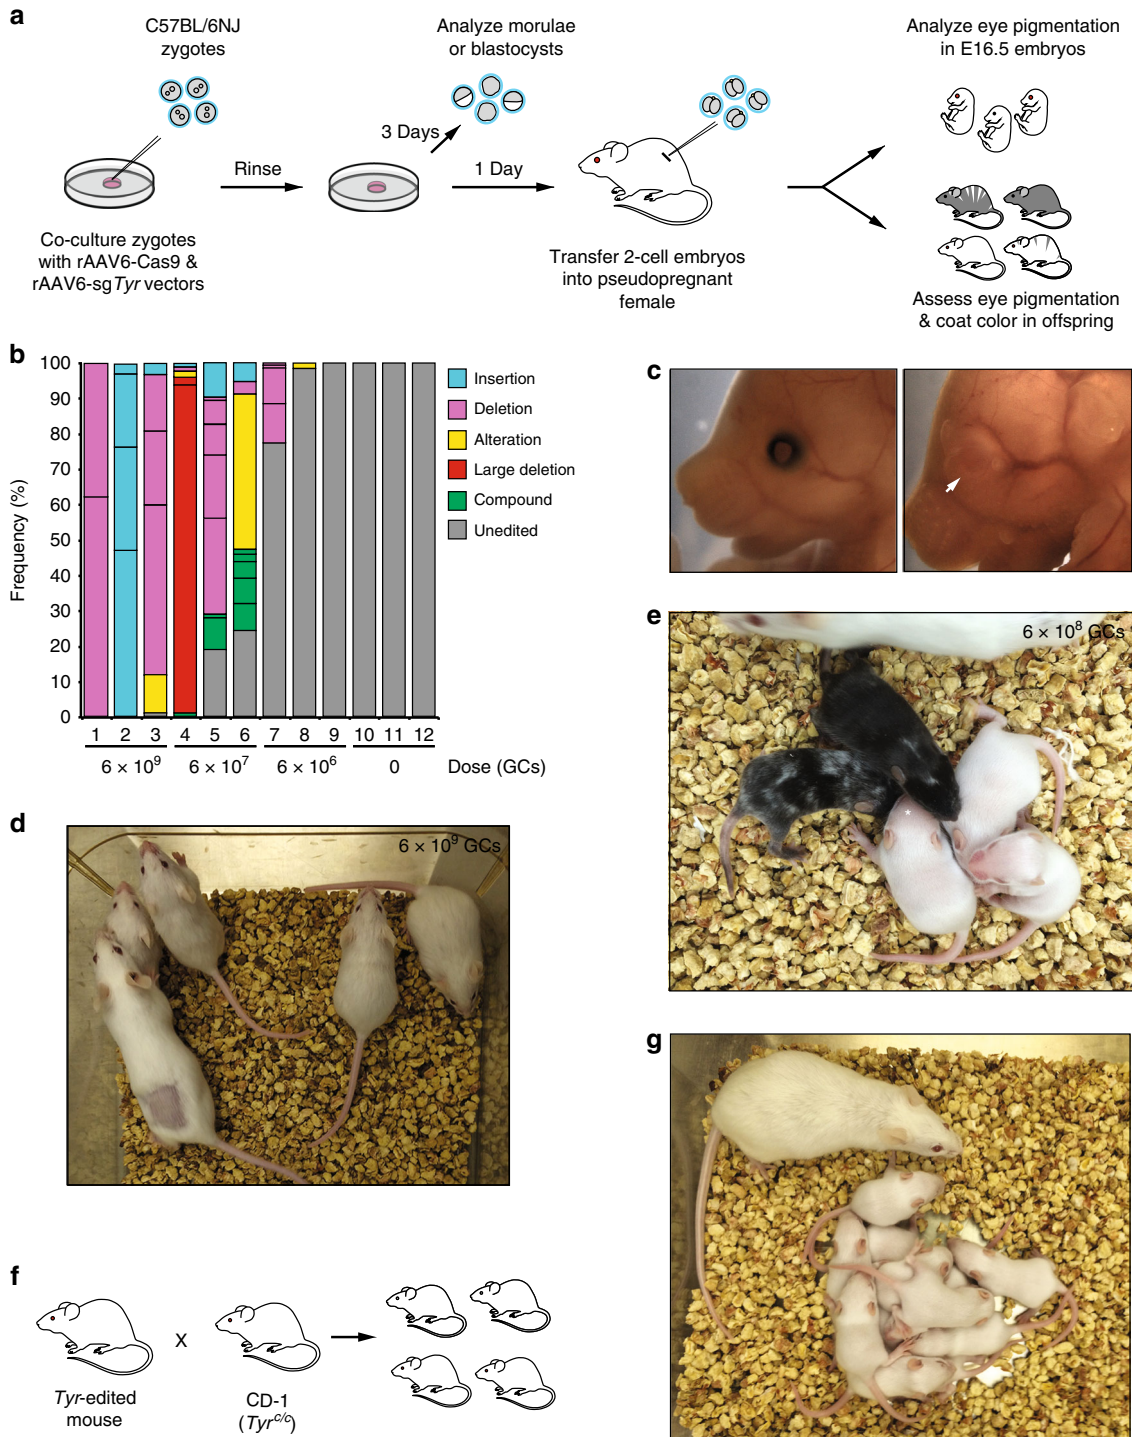 a
C57BL/6NJ
zygotes
Analyze morulae
or blastocysts
Analyze eye pigmentation
in E16.5 embryos
3 Days
Rinse
1 Day
Co-culture zygotes
with rAAV6-Cas9 &
rAAV6-sgTyr vectors
Transfer 2-cell embryos
into pseudopregnant
female
Assess eye pigmentation
& coat color in offspring
b
Frequency (%)
100
90
80
70
60
50
40
30
20
10
0
1 2 3 4 5 6 7 8 9 10 11 12
6 × 10⁹ 6 × 10⁷ 6 × 10⁶ 0 Dose (GCs)
Insertion
Deletion
Alteration
Large deletion
Compound
Unedited
c
d
6 × 10⁹ GCs
e
6 × 10⁸ GCs
*
f
X
Tyr-edited
mouse
CD-1
(Tyrᶜ/ᶜ)
g